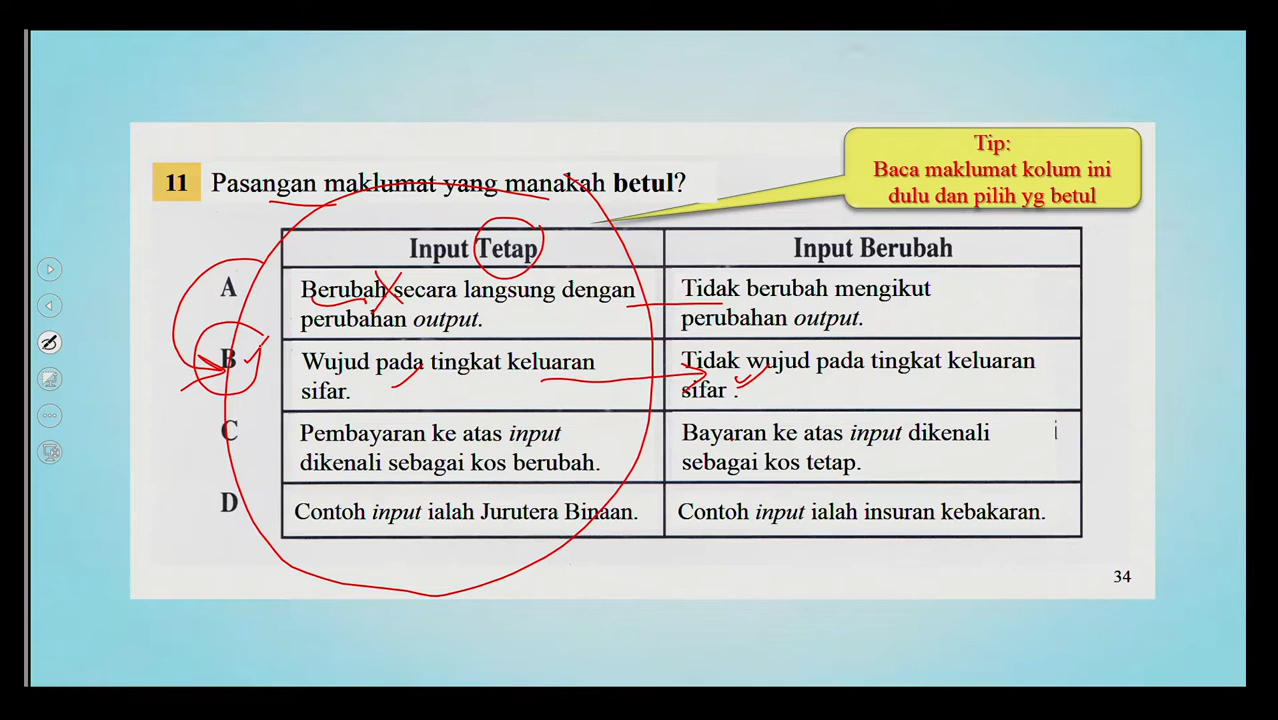 Tip:
Baca maklumat kolum ini
dulu dan pilih yg betul
11 Pasangan maklumat yang manakah betul?
Input Tetap Input Berubah
A Berubah secara langsung dengan Tidak berubah mengikut
perubahan output. perubahan output.
B Wujud pada tingkat keluaran Tidak wujud pada tingkat keluaran
sifar. sifar .
C Pembayaran ke atas input Bayaran ke atas input dikenali
dikenali sebagai kos berubah. sebagai kos tetap.
D Contoh input ialah Jurutera Binaan. Contoh input ialah insuran kebakaran.
34